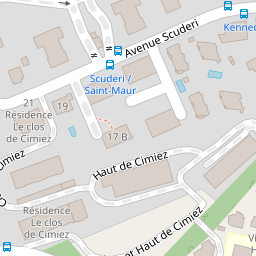 Kenned
Avenue Scuderi
Scuderi /
Saint-Maur
21
Résidence
Le clos
de Cimiez
19
17 B
Cimiez
Haut de Cimiez
Résidence
Le clos
de Cimiez
Haut de Cimiez